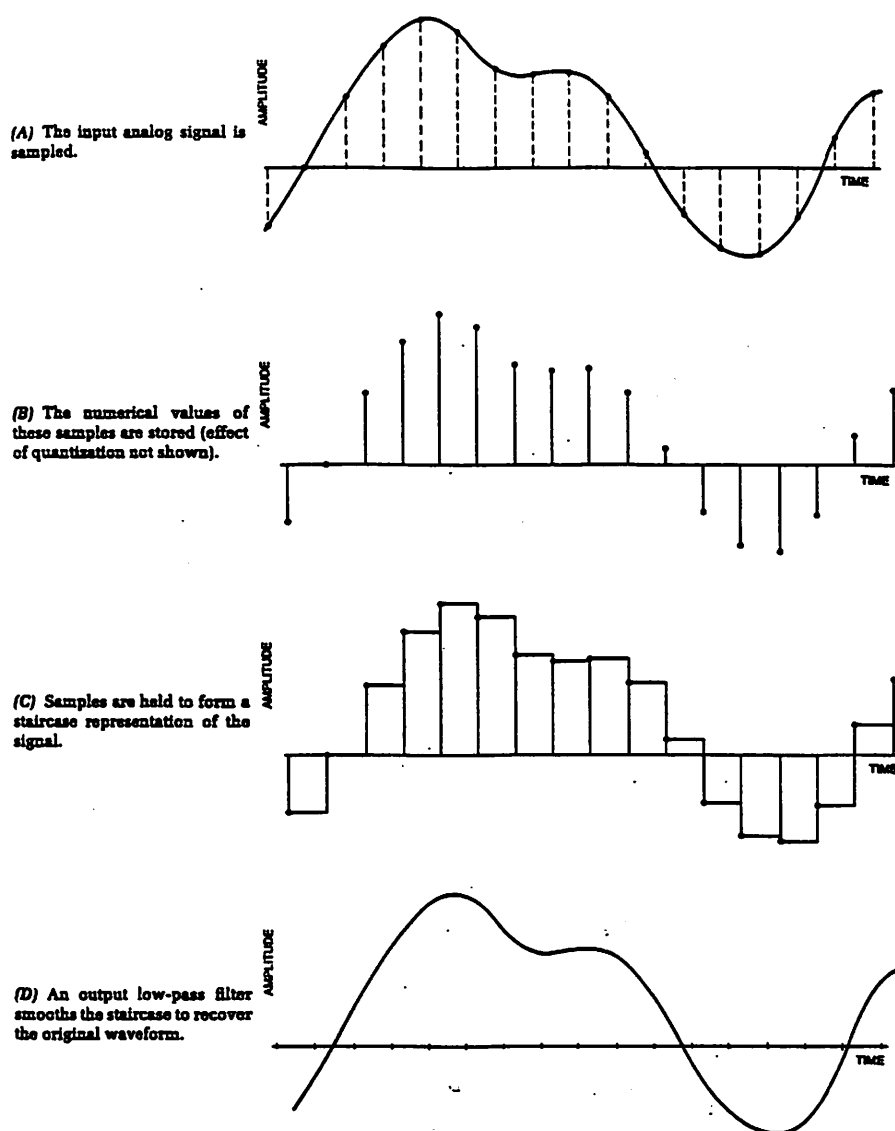 AMPLITUDE
(A) The input analog signal is
sampled.
TIME
AMPLITUDE
(B) The numerical values of
these samples are stored (effect
of quantization not shown).
TIME
AMPLITUDE
(C) Samples are held to form a
staircase representation of the
signal.
TIME
AMPLITUDE
(D) An output low-pass filter
smooths the staircase to recover
the original waveform.
TIME